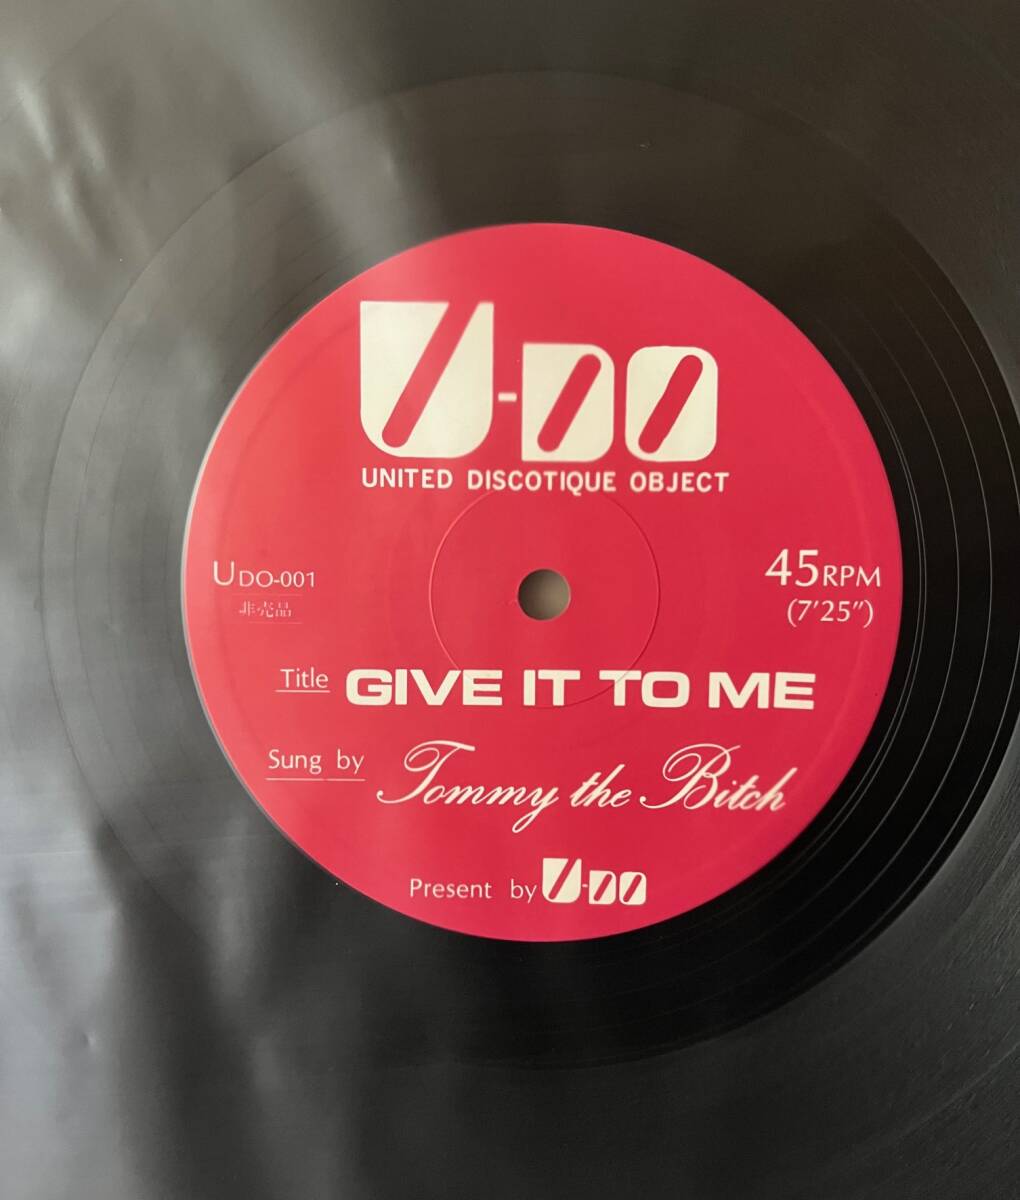 U-DO
UNITED DISCOTIQUE OBJECT
UDO-001
非売品
45RPM
(7'25")
Title GIVE IT TO ME
Sung by Tommy the Bitch
Present by U-DO